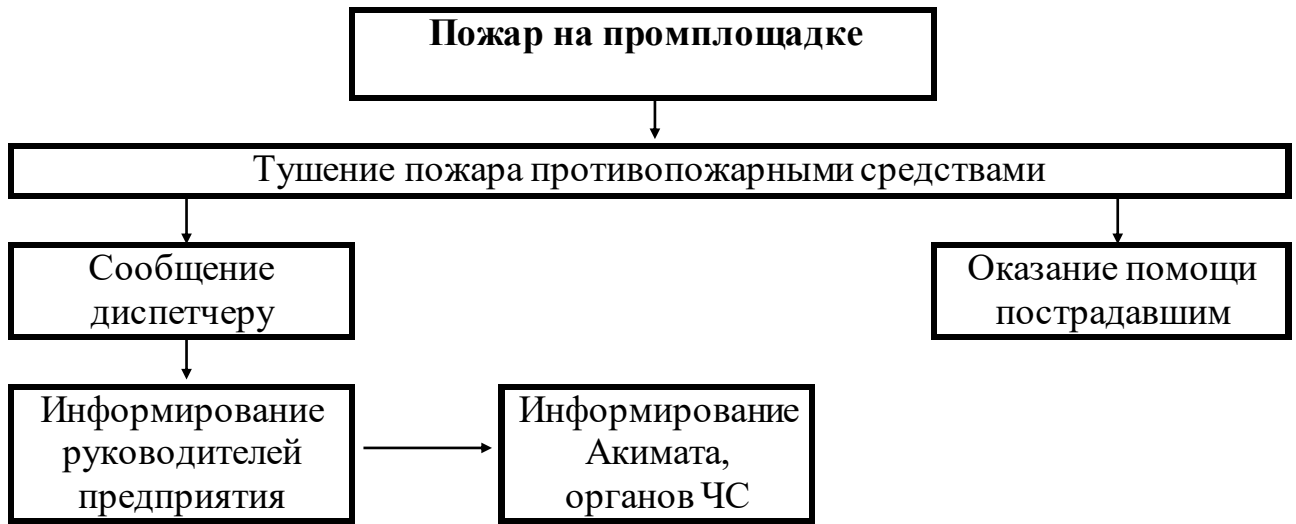 Пожар на промплощадке
Тушение пожара противопожарными средствами
Сообщение
диспетчеру
Оказание помощи
пострадавшим
Информирование
руководителей
предприятия
Информирование
Акимата,
органов ЧС